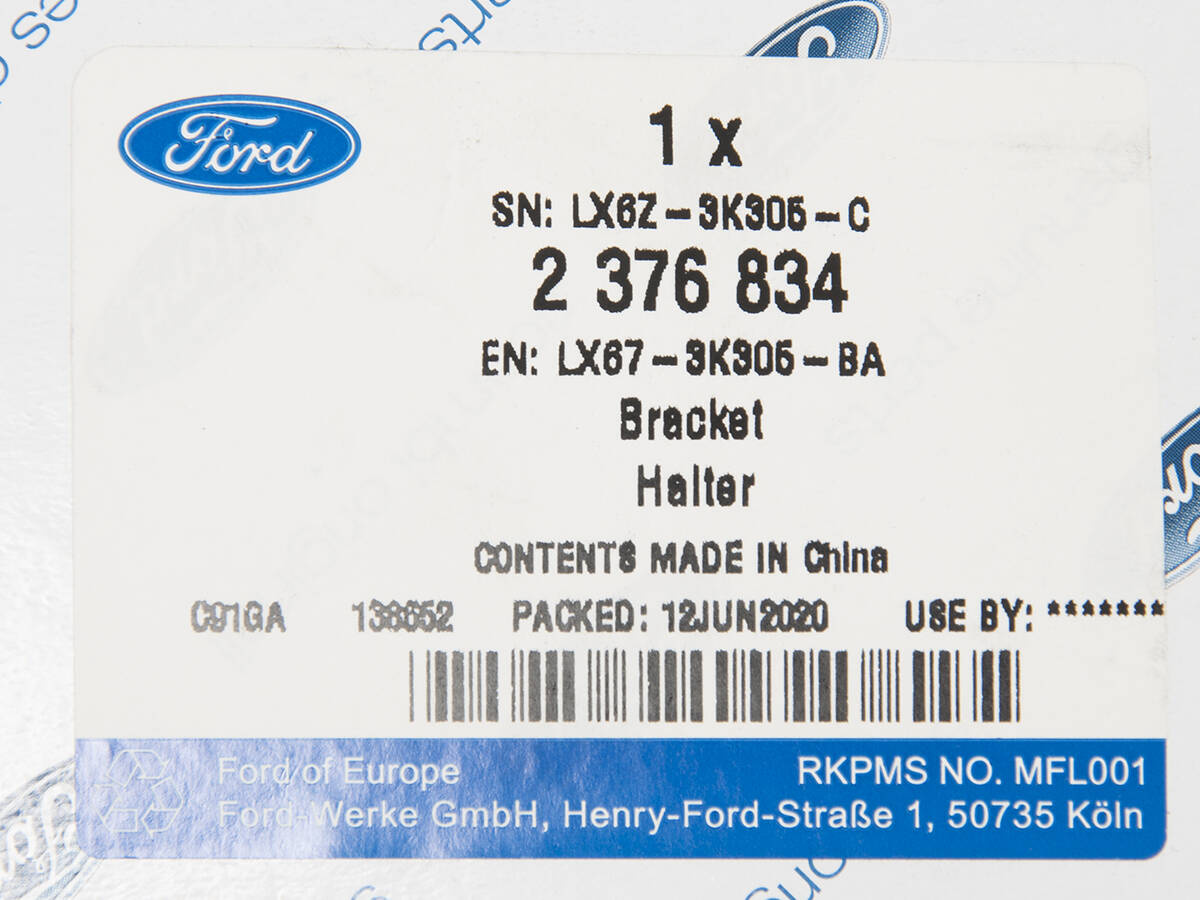 Ford
1 x
SN: LX6Z-3K305-C
2 376 834
EN: LX67-3K305-BA
Bracket
Halter
CONTENTS MADE IN China
C91GA 138652 PACKED: 12JUN2020 USE BY: *******
Ford of Europe RKPMS NO. MFL001
Ford-Werke GmbH, Henry-Ford-Straße 1, 50735 Köln